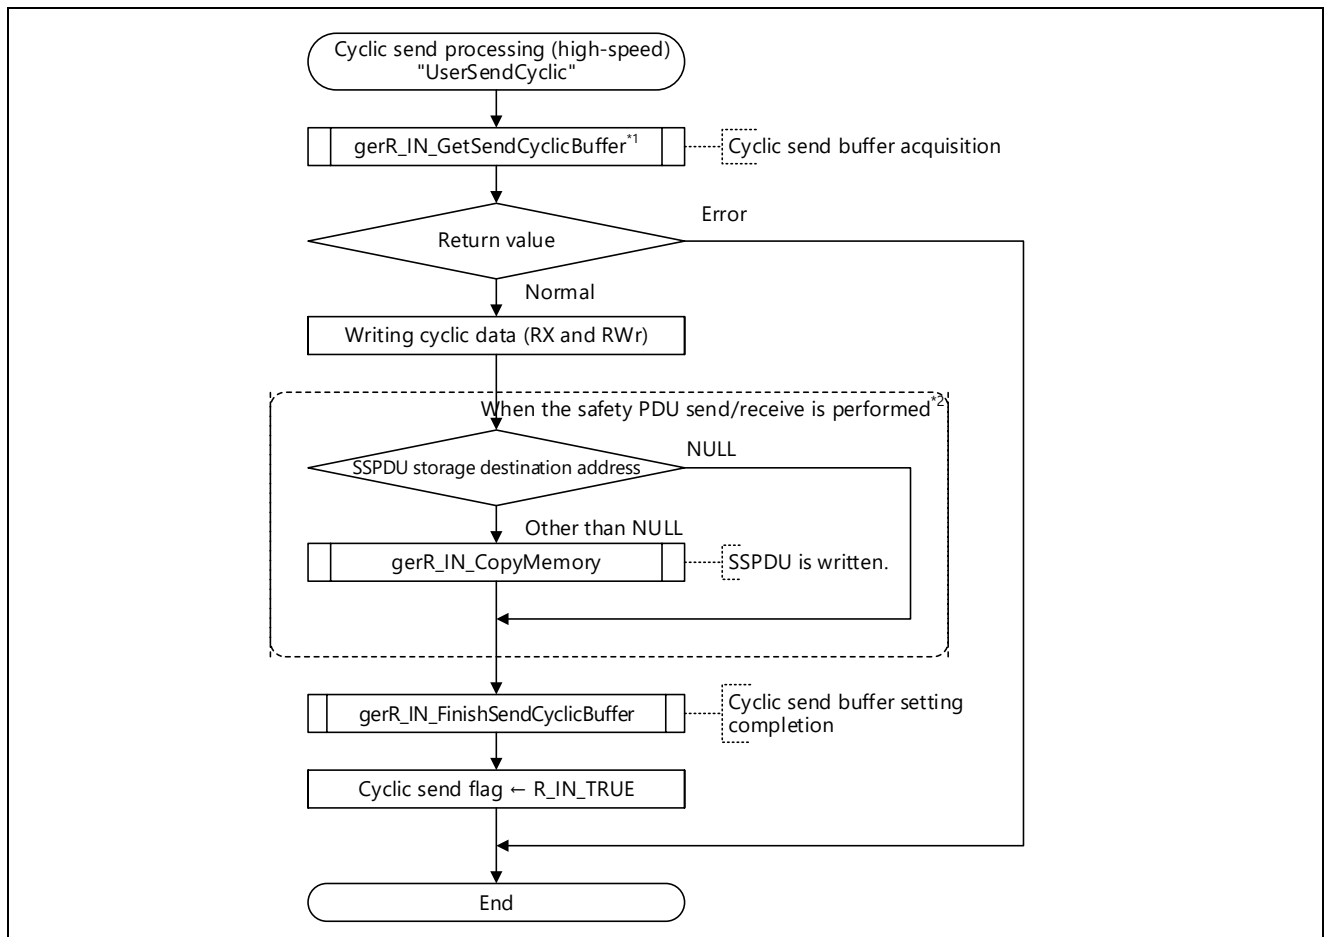 Cyclic send processing (high-speed)
"UserSendCyclic"
gerR_IN_GetSendCyclicBuffer*1
Cyclic send buffer acquisition
Error
Return value
Normal
Writing cyclic data (RX and RWr)
When the safety PDU send/receive is performed*2
NULL
SSPDU storage destination address
Other than NULL
gerR_IN_CopyMemory
SSPDU is written.
gerR_IN_FinishSendCyclicBuffer
Cyclic send buffer setting
completion
Cyclic send flag ← R_IN_TRUE
End